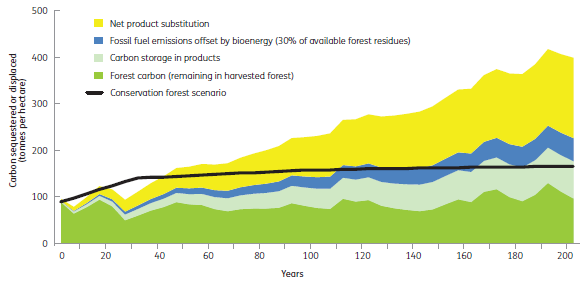 500
400
300
200
100
0
Carbon sequestered or displaced
(tonnes per hectare)
Net product substitution
Fossil fuel emissions offset by bioenergy (30% of available forest residues)
Carbon storage in products
Forest carbon (remaining in harvested forest)
Conservation forest scenario
0 20 40 60 80 100 120 140 160 180 200
Years